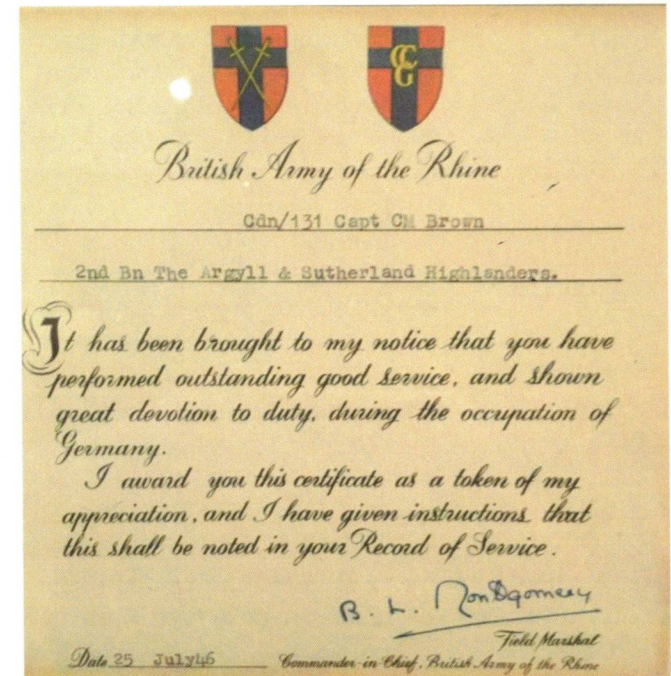 CG
British Army of the Rhine
Cdn/131 Capt CM Brown
2nd Bn The Argyll & Sutherland Highlanders.
It has been brought to my notice that you have
performed outstanding good service, and shown
great devotion to duty, during the occupation of
Germany.
I award you this certificate as a token of my
appreciation, and I have given instructions that
this shall be noted in your Record of Service.
B. L. Montgomery
Field Marshal
Date 25 July46 Commander-in-Chief, British Army of the Rhine